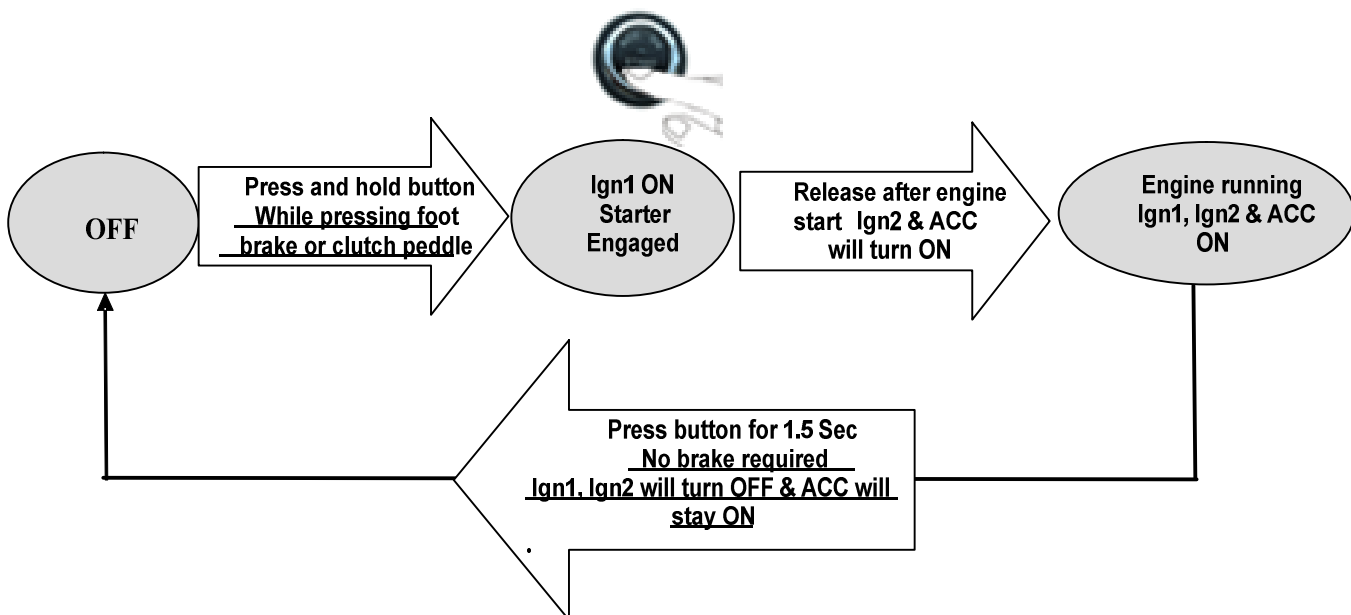 OFF
Press and hold button
While pressing foot
brake or clutch peddle
Ign1 ON
Starter
Engaged
Release after engine
start Ign2 & ACC
will turn ON
Engine running
Ign1, Ign2 & ACC
ON
Press button for 1.5 Sec
No brake required
Ign1, Ign2 will turn OFF & ACC will
stay ON
.